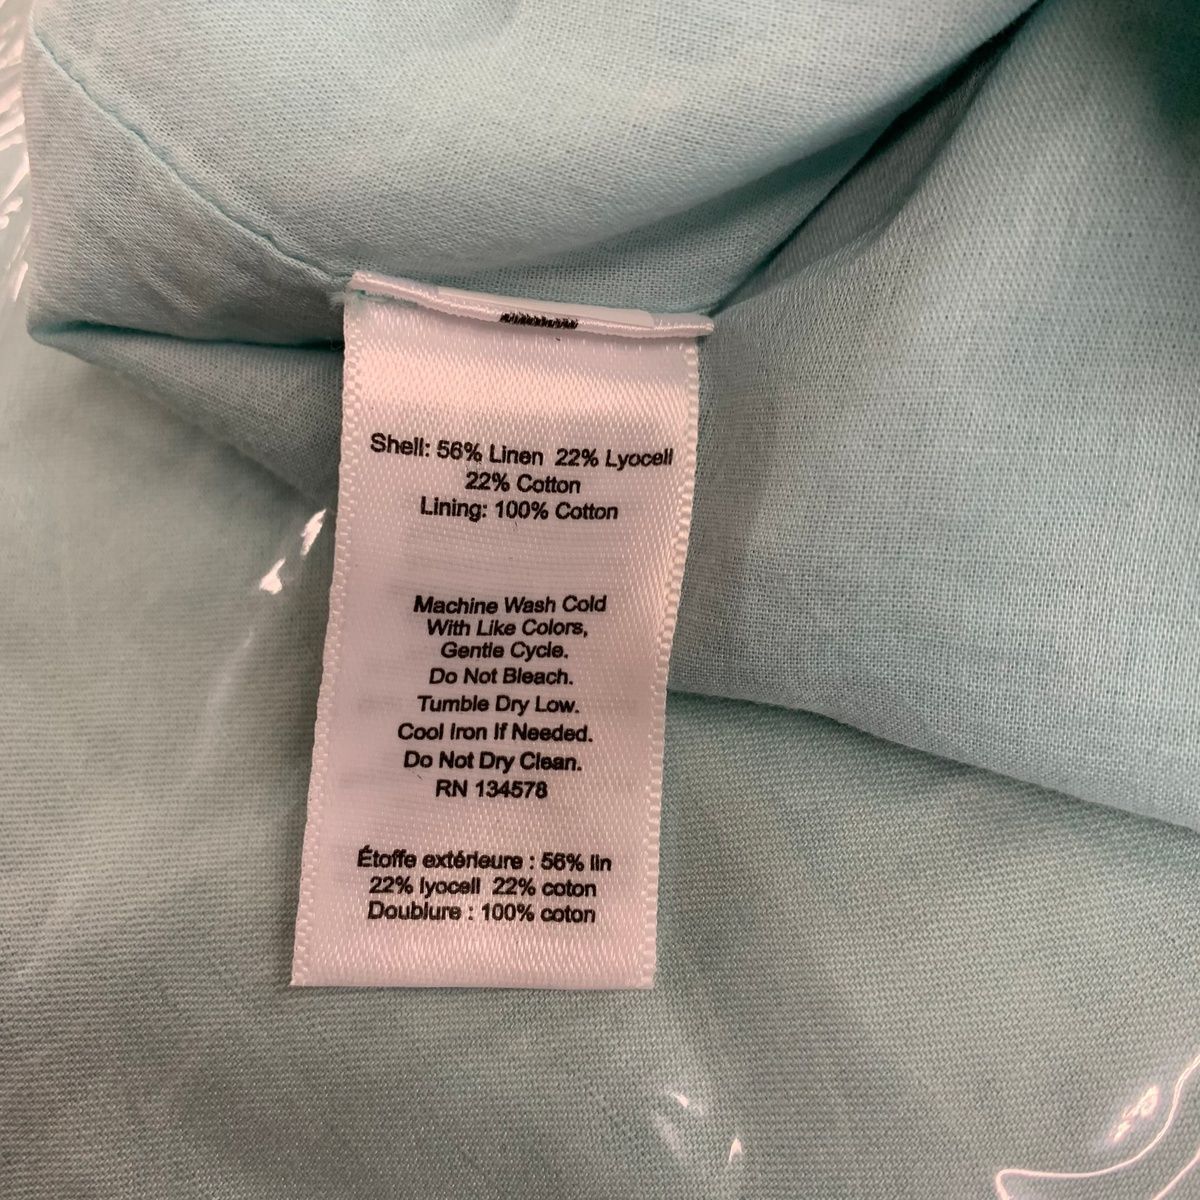 Shell: 56% Linen 22% Lyocell
22% Cotton
Lining: 100% Cotton
Machine Wash Cold
With Like Colors,
Gentle Cycle.
Do Not Bleach.
Tumble Dry Low.
Cool Iron If Needed.
Do Not Dry Clean.
RN 134578
Étoffe extérieure : 56% lin
22% lyocell 22% coton
Doublure : 100% coton